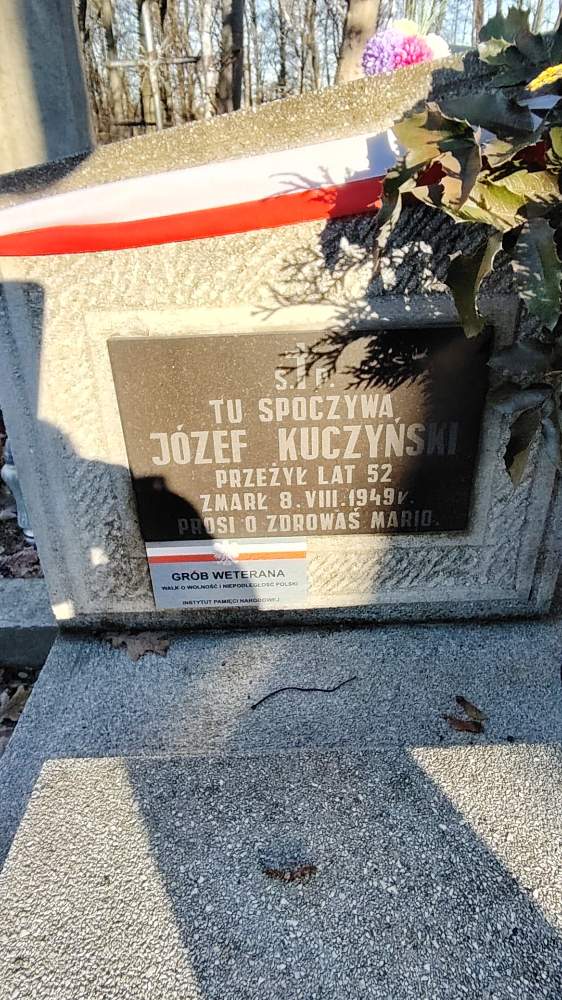 Ś. P.
TU SPOCZYWA
JÓZEF KUCZYŃSKI
PRZEŻYŁ LAT 52
ZMARŁ 8.VIII.1949r.
PROSI O ZDROWAŚ MARIO.
GRÓB WETERANA
WALK O WOLNOŚĆ I NIEPODLEGŁOŚĆ POLSKI
INSTYTUT PAMIĘCI NARODOWEJ